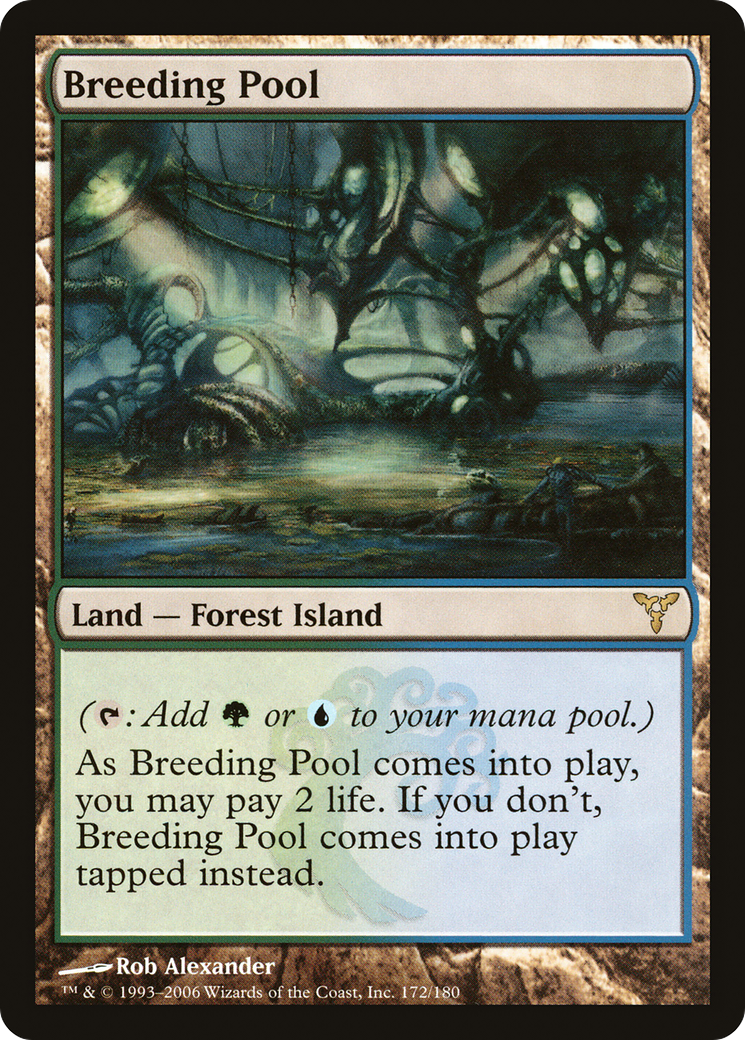 Breeding Pool
Land — Forest Island
( : Add or to your mana pool.)
As Breeding Pool comes into play,
you may pay 2 life. If you don't,
Breeding Pool comes into play
tapped instead.
Rob Alexander
™ & © 1993–2006 Wizards of the Coast, Inc. 172/180